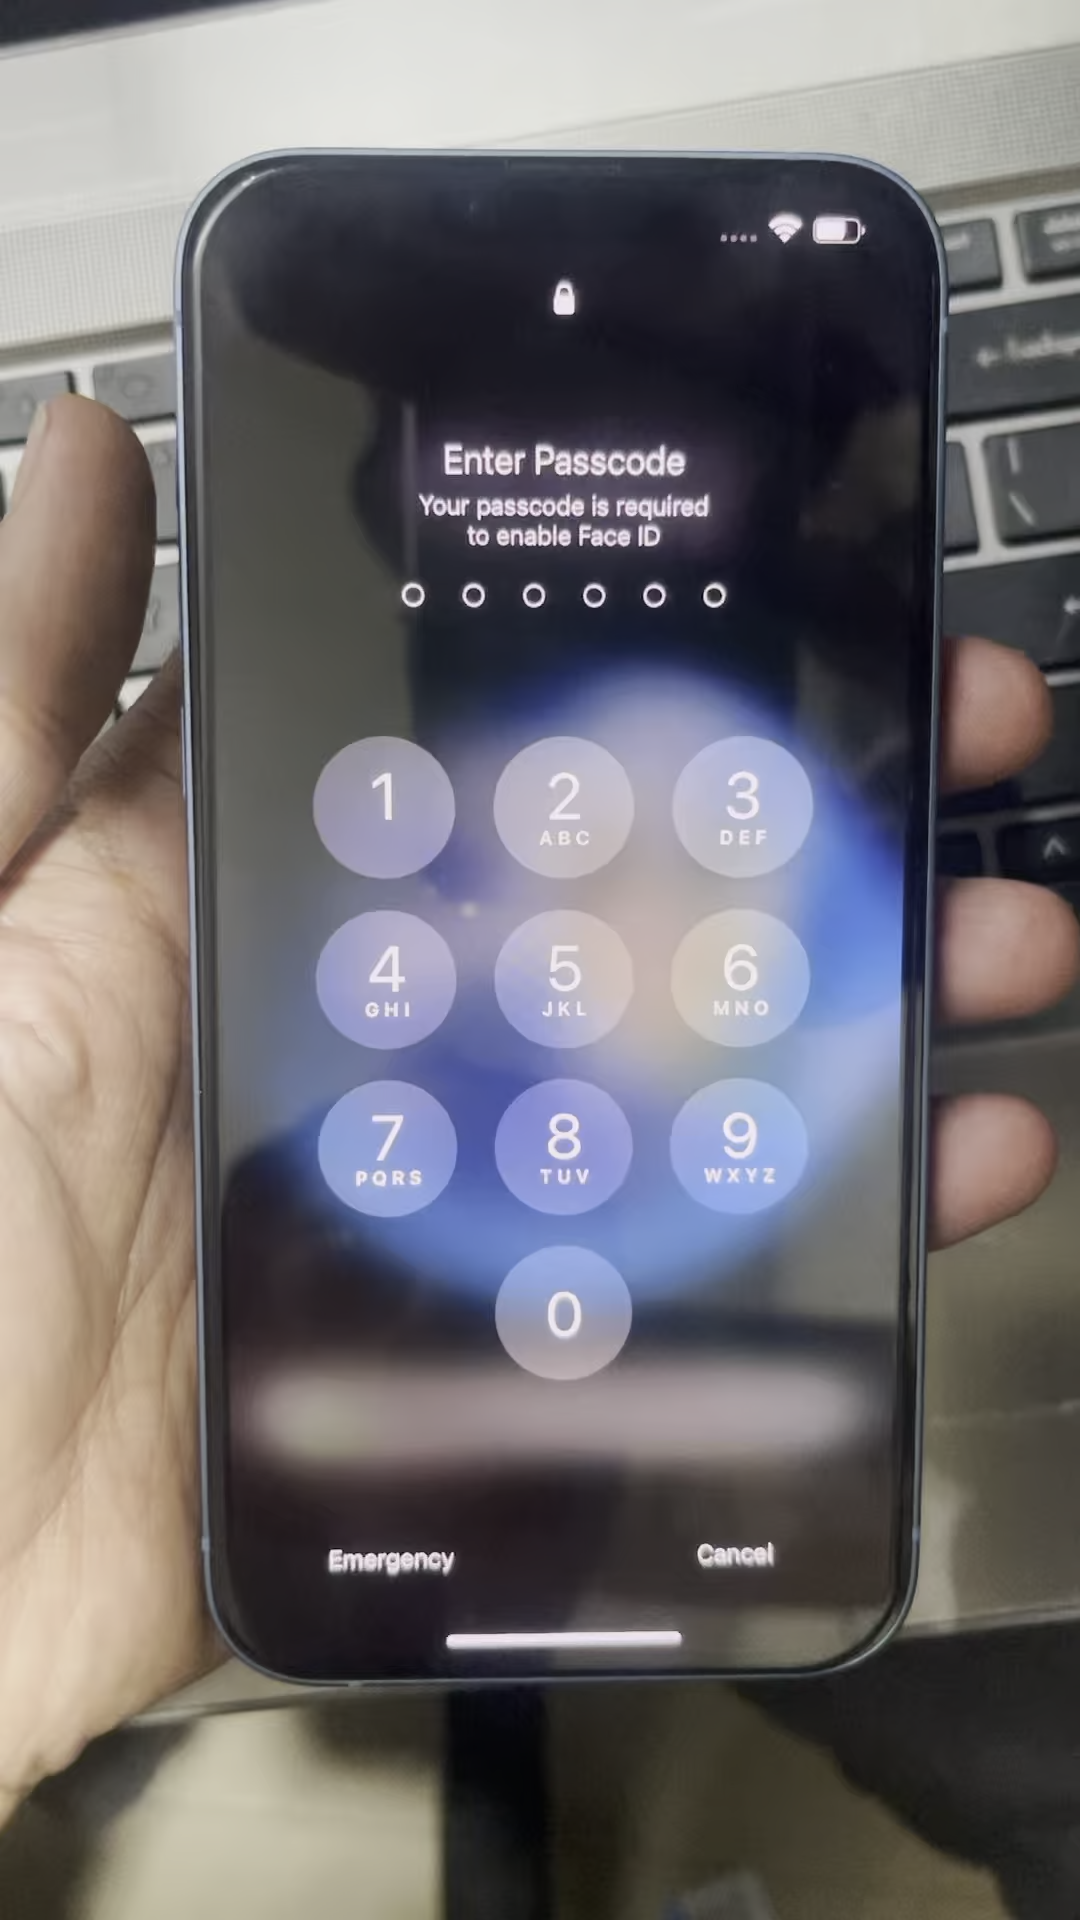 Enter Passcode
Your passcode is required
to enable Face ID
1
2
ABC
3
DEF
4
GHI
5
JKL
6
MNO
7
PQRS
8
TUV
9
WXYZ
0
Emergency
Cancel